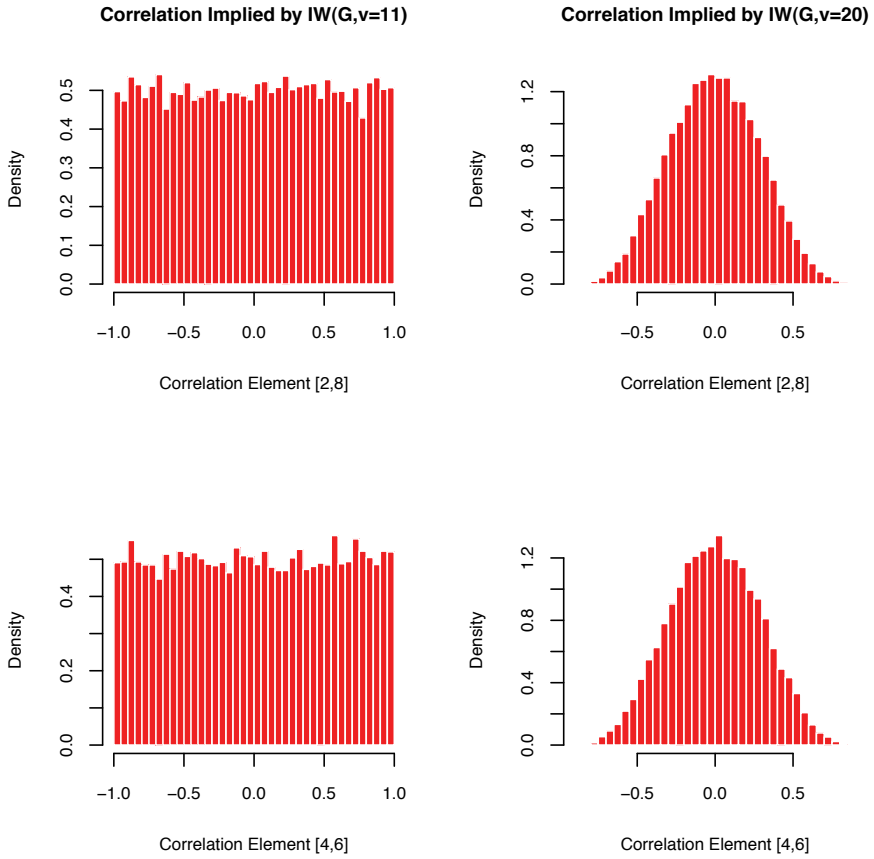 Correlation Implied by IW(G,v=11)
Density
0.0 0.1 0.2 0.3 0.4 0.5
−1.0 −0.5 0.0 0.5 1.0
Correlation Element [2,8]
Correlation Implied by IW(G,v=20)
Density
0.0 0.4 0.8 1.2
−0.5 0.0 0.5
Correlation Element [2,8]
Density
0.0 0.2 0.4
−1.0 −0.5 0.0 0.5 1.0
Correlation Element [4,6]
Density
0.0 0.4 0.8 1.2
−0.5 0.0 0.5
Correlation Element [4,6]